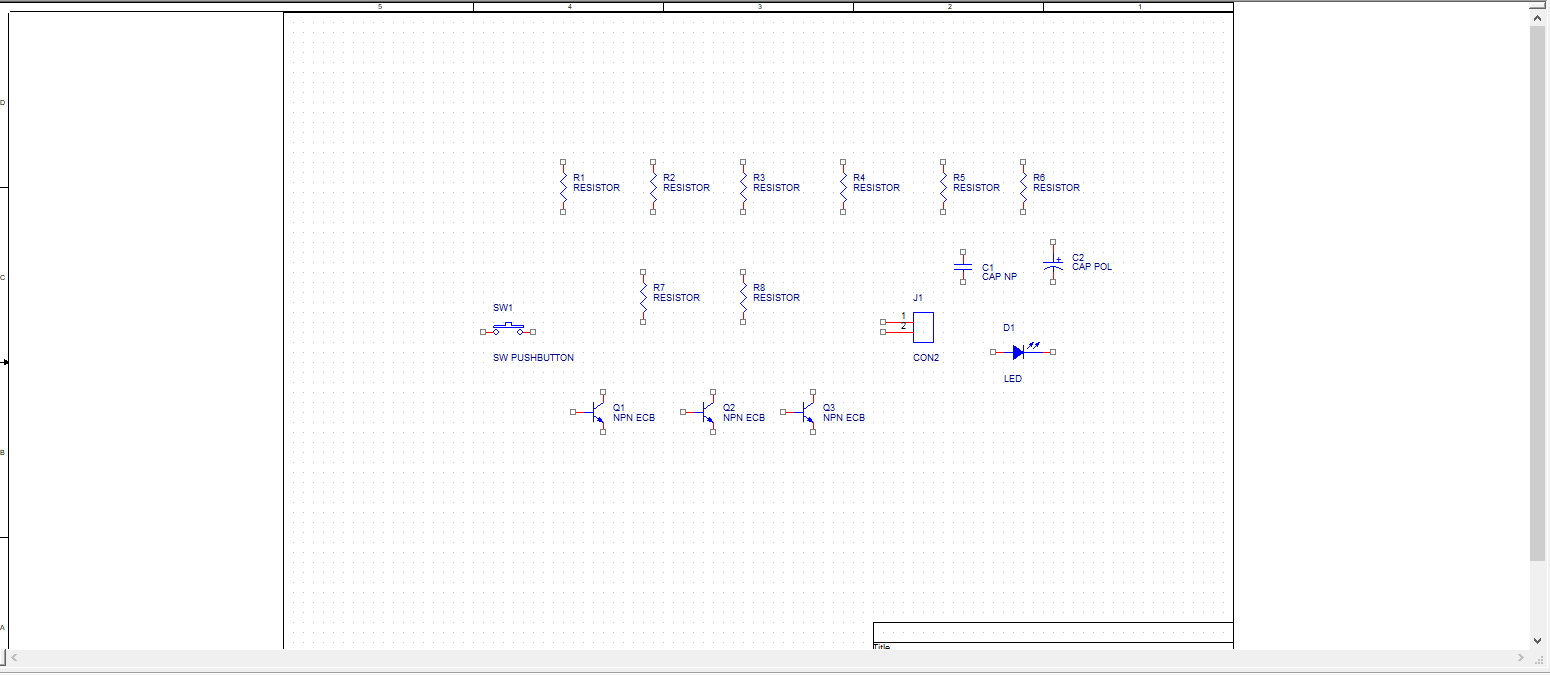 5 4 3 2 1
D
R1 R2 R3 R4 R5 R6
RESISTOR RESISTOR RESISTOR RESISTOR RESISTOR RESISTOR
C1
CAP NP
C2
CAP POL
C
R7 R8
RESISTOR RESISTOR
J1
1
2
CON2
SW1
SW PUSHBUTTON
D1
LED
Q1 Q2 Q3
NPN ECB NPN ECB NPN ECB
B
A
Title